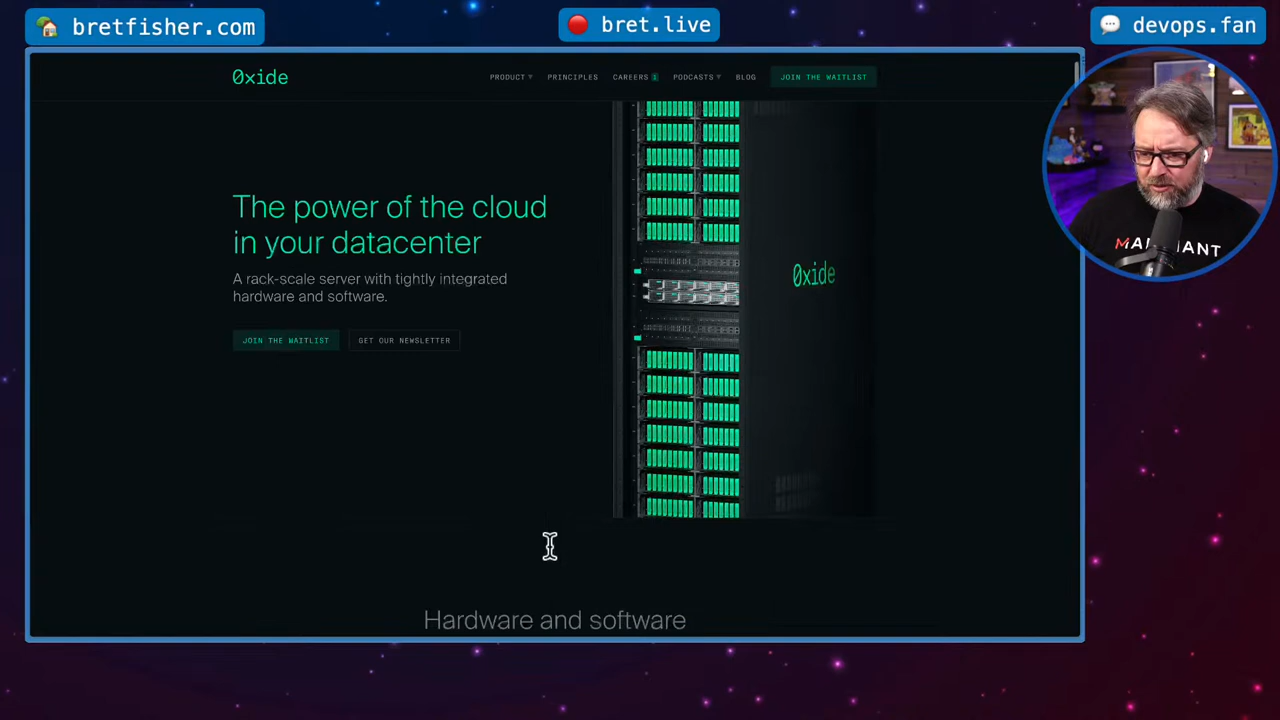 bretfisher.com
bret.live
devops.fan
0xide
PRODUCT
PRINCIPLES
CAREERS 1
PODCASTS
BLOG
JOIN THE WAITLIST
The power of the cloud
in your datacenter
A rack-scale server with tightly integrated
hardware and software.
JOIN THE WAITLIST
GET OUR NEWSLETTER
0xide
Hardware and software